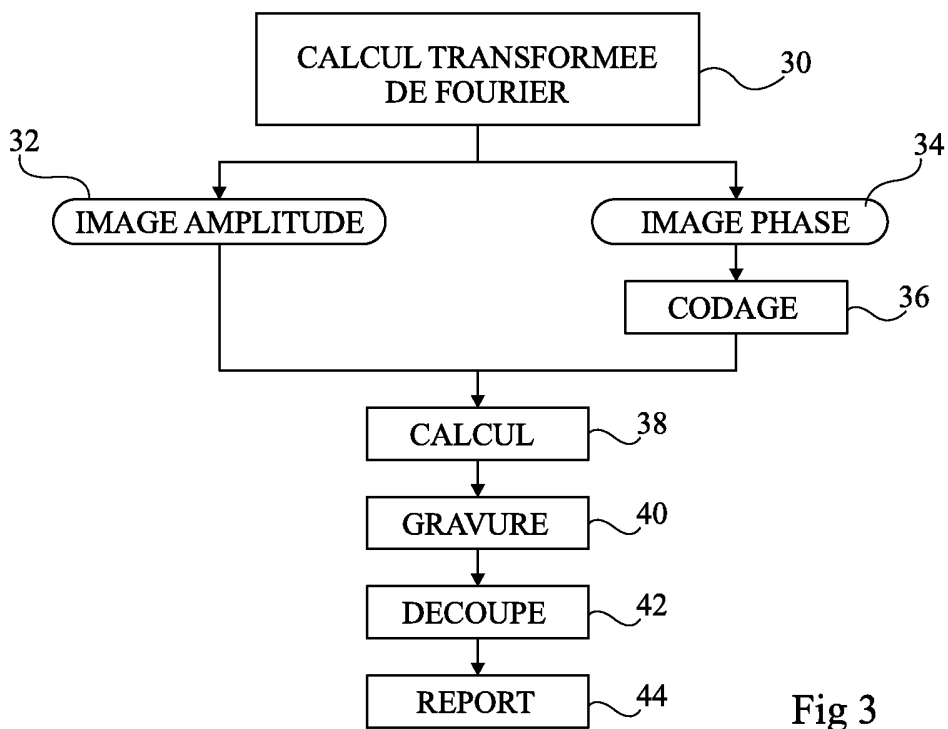 CALCUL TRANSFORMEE
DE FOURIER
30
32
34
IMAGE AMPLITUDE
IMAGE PHASE
CODAGE
36
CALCUL
38
GRAVURE
40
DECOUPE
42
REPORT
44
Fig 3